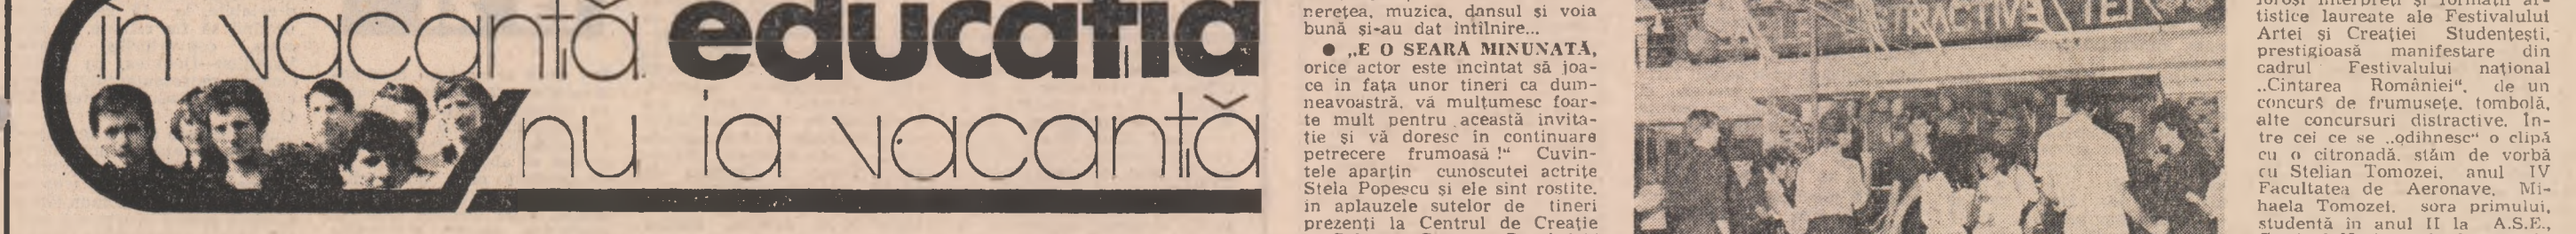 în vacanță educația
nu ia vacanță
nerețea, muzica, dansul și voia
bună și-au dat întîlnire...
● „E O SEARĂ MINUNATĂ,
orice actor este încîntat să joa-
ce în fața unor tineri ca dum-
neavoastră, vă mulțumesc foar-
te mult pentru această invita-
ție și vă doresc în continuare
petrecere frumoasă !“ Cuvin-
tele aparțin cunoscutei actrițe
Stela Popescu și ele sînt rostite,
în aplauzele sutelor de tineri
prezenți la Centrul de Creație
STRACTIVE
și formații ar-
tistice laureate ale Festivalului
Artei și Creației Studențești,
prestigioasă manifestare din
cadrul Festivalului național
„Cîntarea României“, de un
concurs de frumusețe, tombolă,
alte concursuri distractive. În-
tre cei ce se „odihnesc“ o clipă
cu o citronadă, stăm de vorbă
cu Stelian Tomozei, anul IV
Facultatea de Aeronave, Mi-
haela Tomozei, sora primului,
studentă în anul II la A.S.E.,